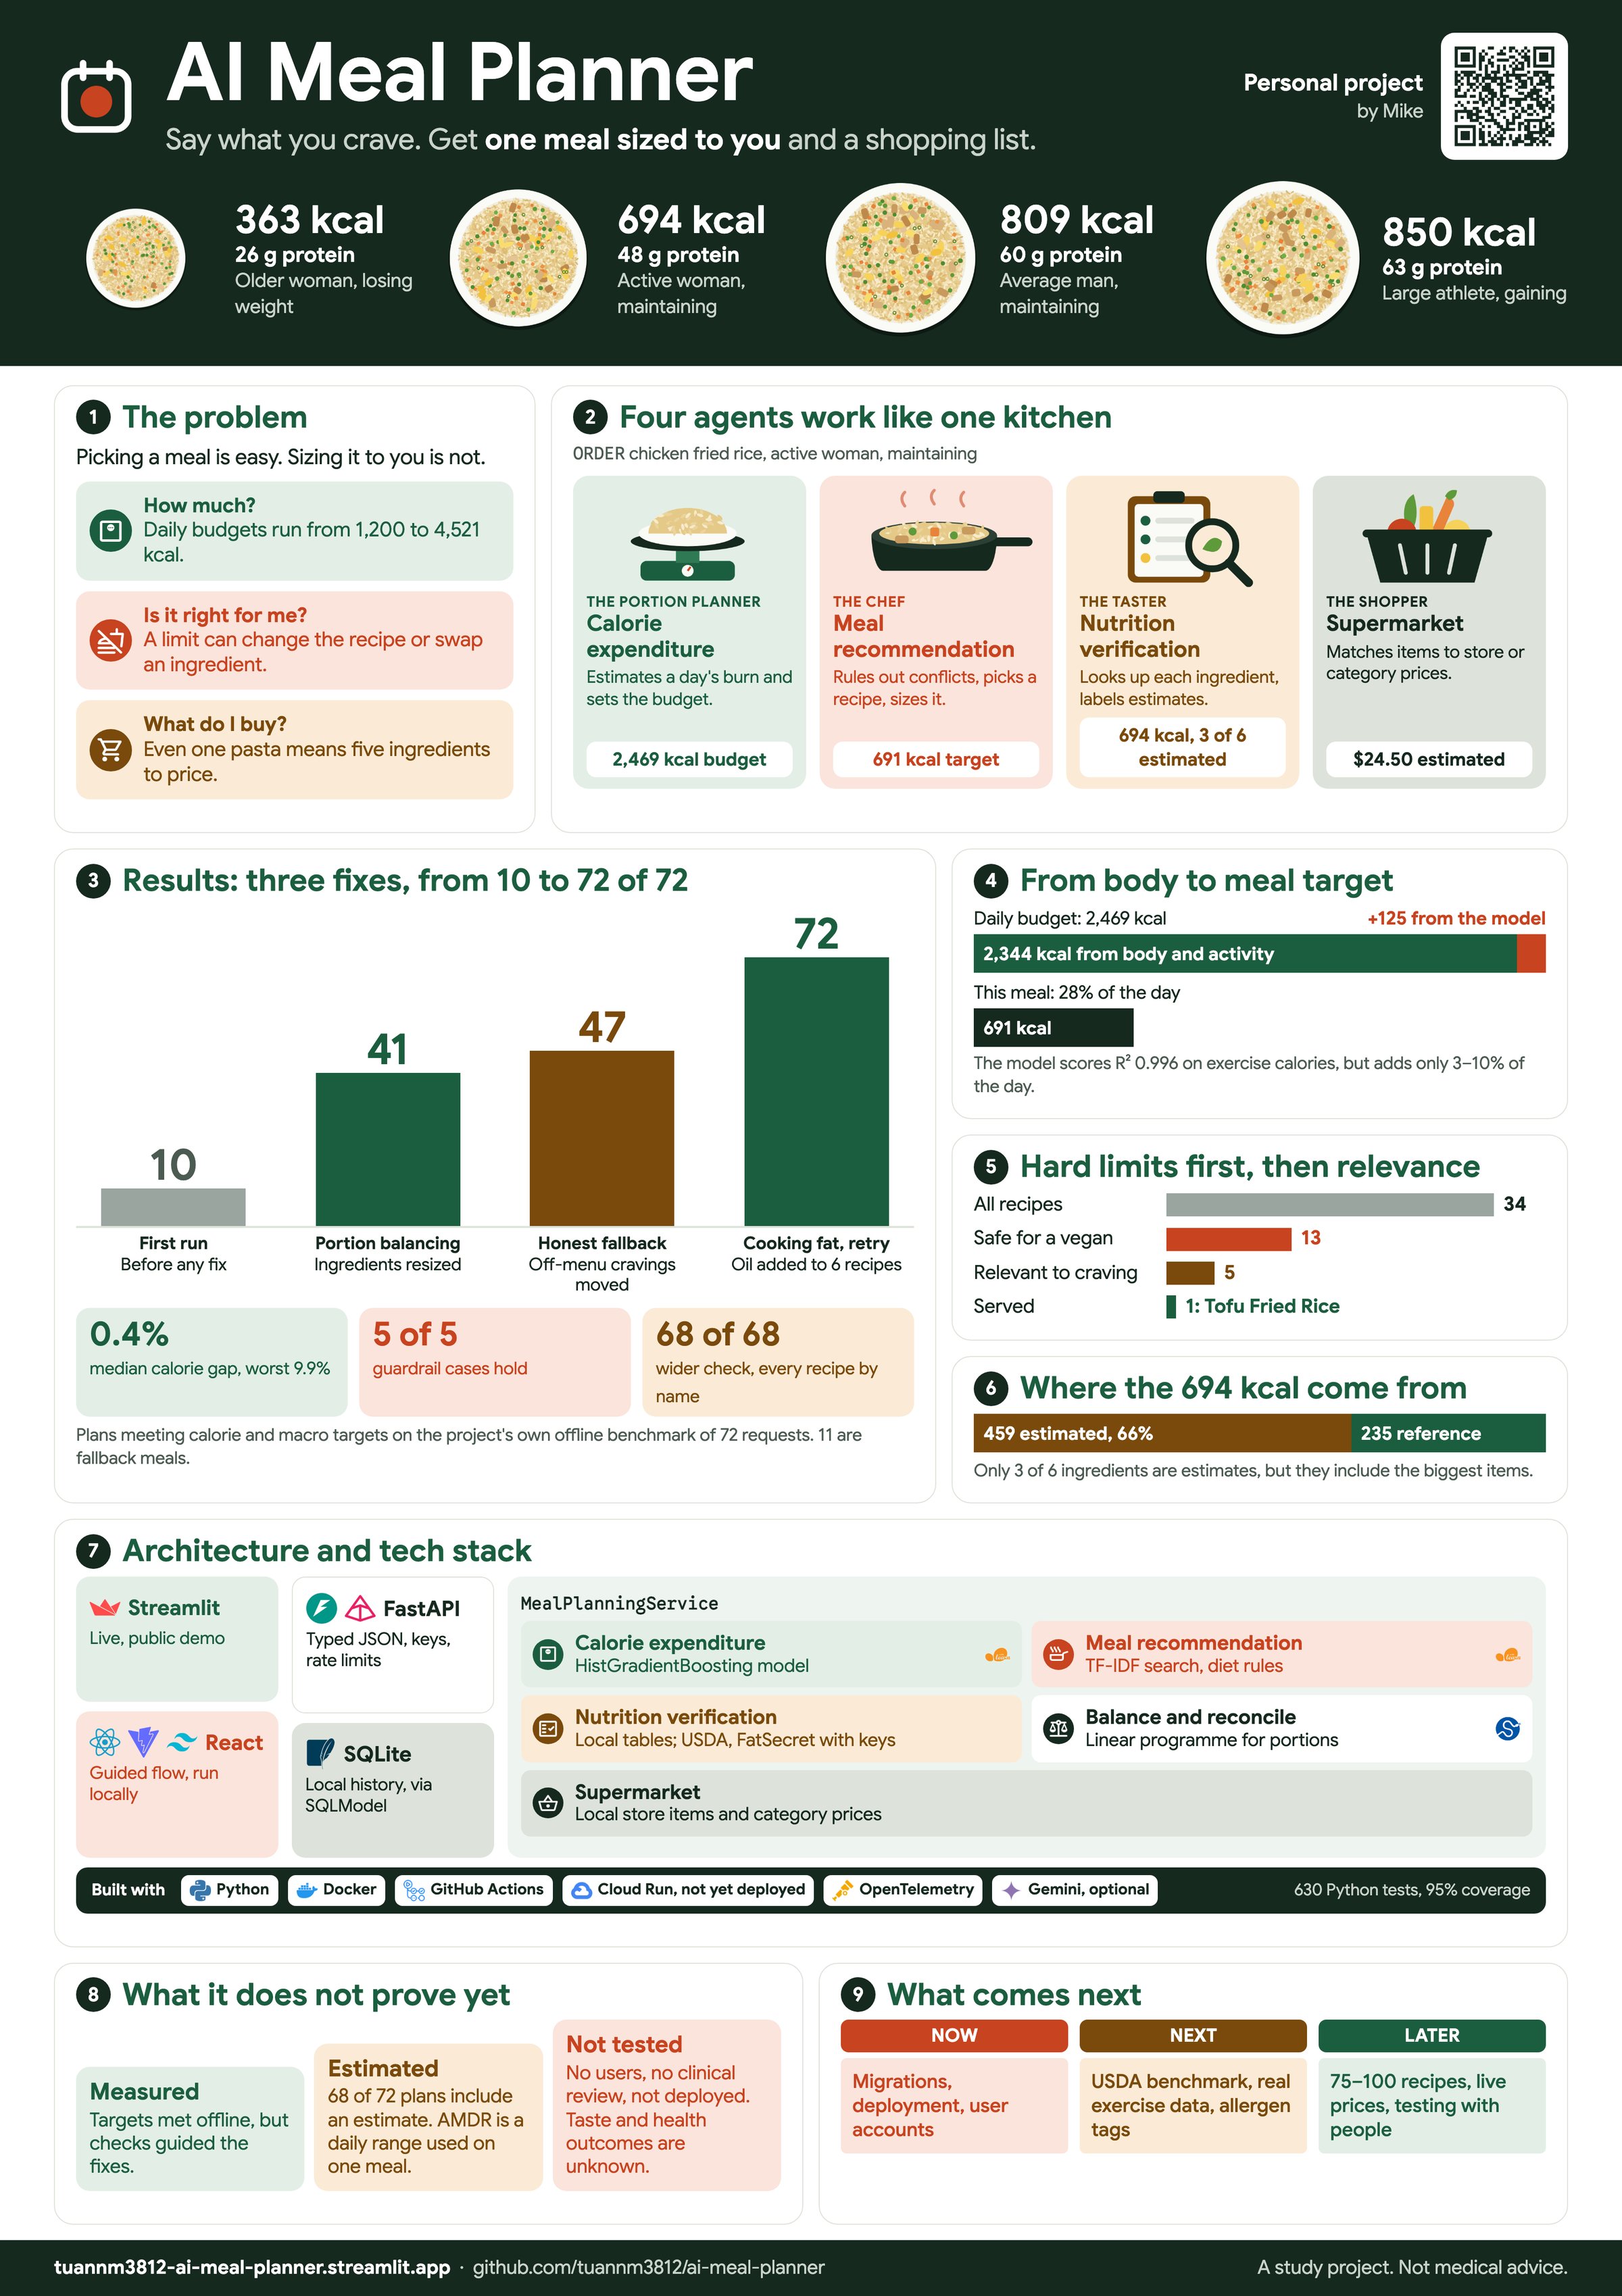 AI Meal Planner
Say what you crave. Get one meal sized to you and a shopping list.
Personal project
by Mike
363 kcal
26 g protein
Older woman, losing
weight
694 kcal
48 g protein
Active woman,
maintaining
809 kcal
60 g protein
Average man,
maintaining
850 kcal
63 g protein
Large athlete, gaining
1 The problem
Picking a meal is easy. Sizing it to you is not.
How much?
Daily budgets run from 1,200 to 4,521
kcal.
Is it right for me?
A limit can change the recipe or swap
an ingredient.
What do I buy?
Even one pasta means five ingredients
to price.
2 Four agents work like one kitchen
ORDER chicken fried rice, active woman, maintaining
THE PORTION PLANNER
Calorie
expenditure
Estimates a day's burn and
sets the budget.
2,469 kcal budget
THE CHEF
Meal
recommendation
Rules out conflicts, picks a
recipe, sizes it.
691 kcal target
THE TASTER
Nutrition
verification
Looks up each ingredient,
labels estimates.
694 kcal, 3 of 6
estimated
THE SHOPPER
Supermarket
Matches items to store or
category prices.
$24.50 estimated
3 Results: three fixes, from 10 to 72 of 72
10
41
47
72
First run
Before any fix
Portion balancing
Ingredients resized
Honest fallback
Off-menu cravings
moved
Cooking fat, retry
Oil added to 6 recipes
0.4%
median calorie gap, worst 9.9%
5 of 5
guardrail cases hold
68 of 68
wider check, every recipe by
name
Plans meeting calorie and macro targets on the project's own offline benchmark of 72 requests. 11 are
fallback meals.
4 From body to meal target
Daily budget: 2,469 kcal
+125 from the model
2,344 kcal from body and activity
This meal: 28% of the day
691 kcal
The model scores R² 0.996 on exercise calories, but adds only 3–10% of
the day.
5 Hard limits first, then relevance
All recipes 34
Safe for a vegan 13
Relevant to craving 5
Served 1: Tofu Fried Rice
6 Where the 694 kcal come from
459 estimated, 66%
235 reference
Only 3 of 6 ingredients are estimates, but they include the biggest items.
7 Architecture and tech stack
Streamlit
Live, public demo
FastAPI
Typed JSON, keys,
rate limits
React
Guided flow, run
locally
SQLite
Local history, via
SQLModel
MealPlanningService
Calorie expenditure
HistGradientBoosting model
Meal recommendation
TF-IDF search, diet rules
Nutrition verification
Local tables; USDA, FatSecret with keys
Balance and reconcile
Linear programme for portions
Supermarket
Local store items and category prices
Built with
Python
Docker
GitHub Actions
Cloud Run, not yet deployed
OpenTelemetry
Gemini, optional
630 Python tests, 95% coverage
8 What it does not prove yet
Measured
Targets met offline, but
checks guided the
fixes.
Estimated
68 of 72 plans include
an estimate. AMDR is a
daily range used on
one meal.
Not tested
No users, no clinical
review, not deployed.
Taste and health
outcomes are
unknown.
9 What comes next
NOW
Migrations,
deployment, user
accounts
NEXT
USDA benchmark, real
exercise data, allergen
tags
LATER
75–100 recipes, live
prices, testing with
people
tuannm3812-ai-meal-planner.streamlit.app · github.com/tuannm3812/ai-meal-planner
A study project. Not medical advice.